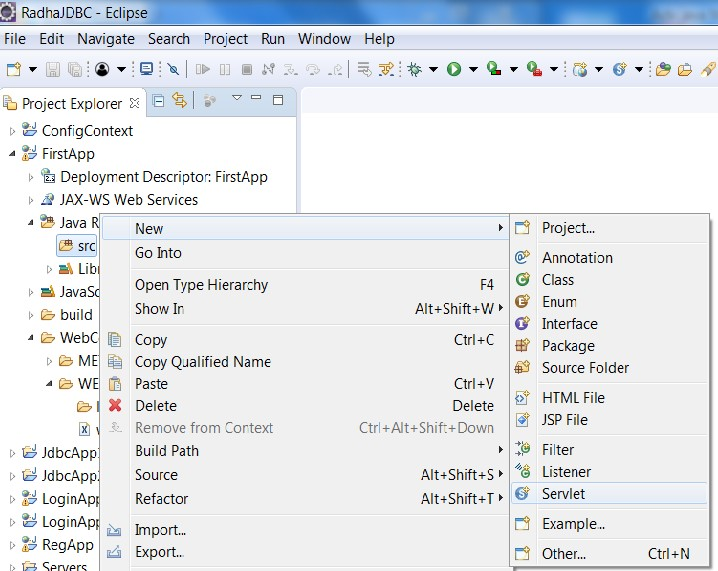 RadhaJDBC - Eclipse
File Edit Navigate Search Project Run Window Help
Project Explorer
ConfigContext
FirstApp
Deployment Descriptor: FirstApp
JAX-WS Web Services
Java R
src
Lib
JavaSc
build
WebCo
ME
WE
JdbcApp1
JdbcApp2
LoginApp
LoginApp
RegApp
Servers
New
Go Into
Open Type Hierarchy F4
Show In Alt+Shift+W
Copy Ctrl+C
Copy Qualified Name
Paste Ctrl+V
Delete Delete
Remove from Context Ctrl+Alt+Shift+Down
Build Path
Source Alt+Shift+S
Refactor Alt+Shift+T
Import...
Export...
Project...
Annotation
Class
Enum
Interface
Package
Source Folder
HTML File
JSP File
Filter
Listener
Servlet
Example...
Other... Ctrl+N